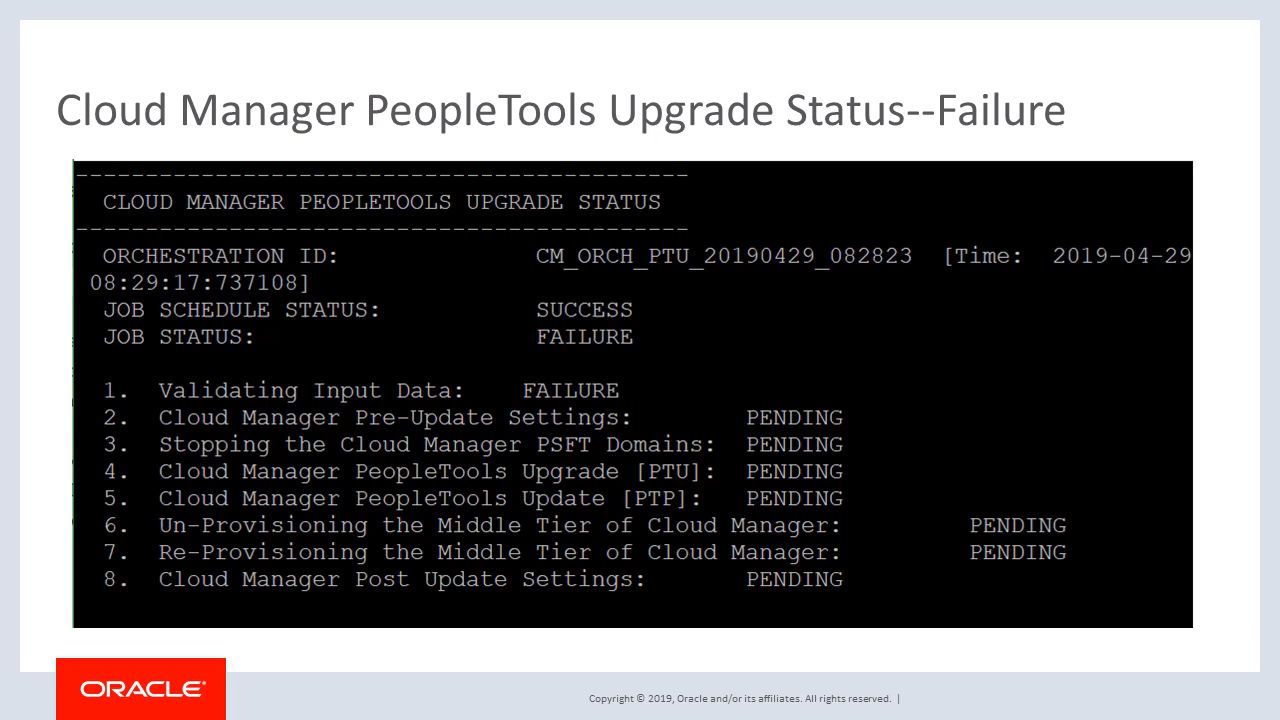 Cloud Manager PeopleTools Upgrade Status--Failure
--------------------------------------------
CLOUD MANAGER PEOPLETOOLS UPGRADE STATUS
--------------------------------------------
ORCHESTRATION ID: CM_ORCH_PTU_20190429_082823 [Time: 2019-04-29
08:29:17:737108]
JOB SCHEDULE STATUS: SUCCESS
JOB STATUS: FAILURE
1. Validating Input Data: FAILURE
2. Cloud Manager Pre-Update Settings: PENDING
3. Stopping the Cloud Manager PSFT Domains: PENDING
4. Cloud Manager PeopleTools Upgrade [PTU]: PENDING
5. Cloud Manager PeopleTools Update [PTP]: PENDING
6. Un-Provisioning the Middle Tier of Cloud Manager: PENDING
7. Re-Provisioning the Middle Tier of Cloud Manager: PENDING
8. Cloud Manager Post Update Settings: PENDING
ORACLE®
Copyright © 2019, Oracle and/or its affiliates. All rights reserved. |